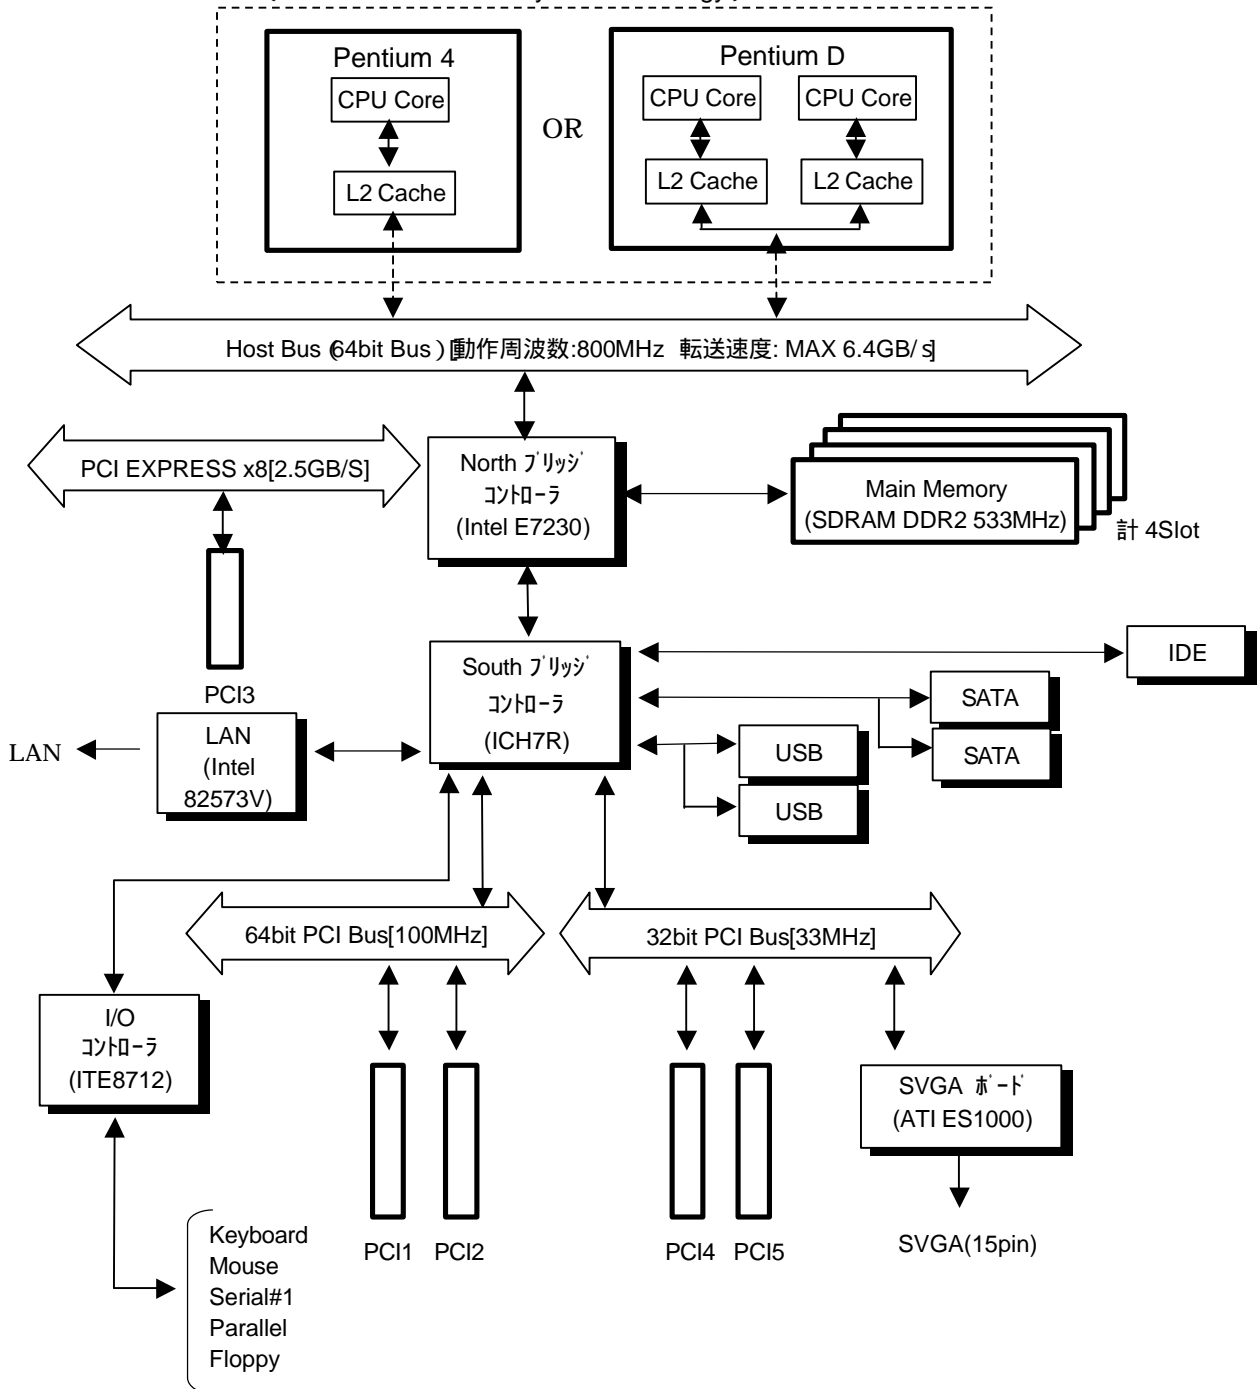 Pentium 4
CPU Core
L2 Cache
OR
Pentium D
CPU Core
CPU Core
L2 Cache
L2 Cache
Host Bus (64bit Bus) [動作周波数:800MHz 転送速度: MAX 6.4GB/s]
PCI EXPRESS x8[2.5GB/S]
North ブリッジ
コントローラ
(Intel E7230)
Main Memory
(SDRAM DDR2 533MHz)
計 4Slot
PCI3
South ブリッジ
コントローラ
(ICH7R)
IDE
SATA
SATA
USB
USB
LAN
LAN
(Intel
82573V)
64bit PCI Bus[100MHz]
32bit PCI Bus[33MHz]
I/O
コントローラ
(ITE8712)
SVGA ボード
(ATI ES1000)
PCI1
PCI2
PCI4
PCI5
SVGA(15pin)
Keyboard
Mouse
Serial#1
Parallel
Floppy